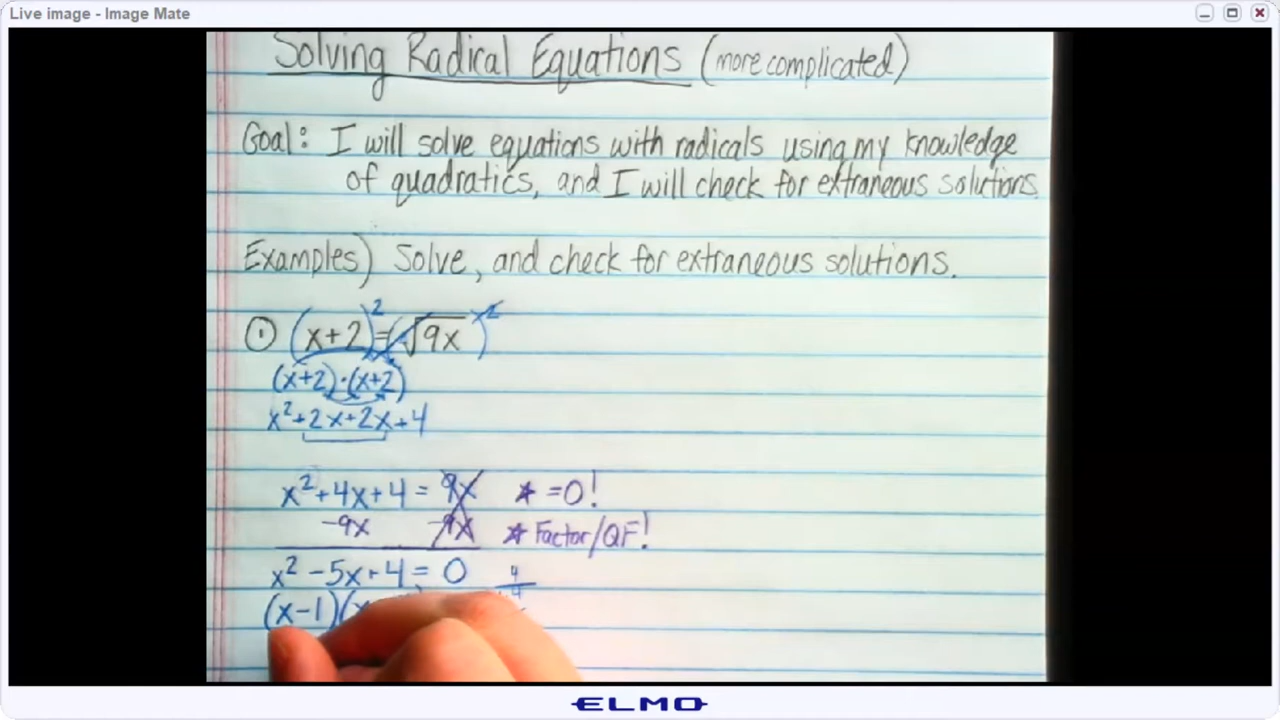 Live image - Image Mate
Solving Radical Equations (more complicated)
Goal: I will solve equations with radicals using my knowledge
of quadratics, and I will check for extraneous solutions.
Examples) Solve, and check for extraneous solutions.
① (x+2)² = (√9x)²
(x+2)·(x+2)
x²+2x+2x+4
x²+4x+4 = 9x ★ =0!
-9x -9x ★ Factor/QF!
x² -5x+4 = 0 4
(x-1)(x
ELMO